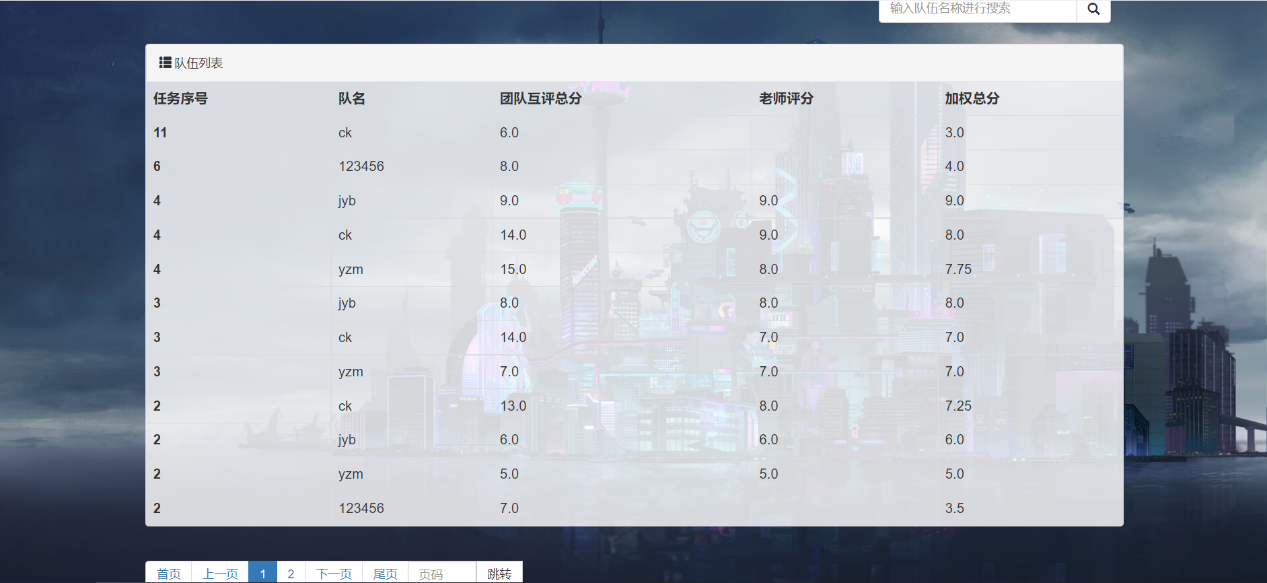 输入队伍名称进行搜索
队伍列表
任务序号 队名 团队互评总分 老师评分 加权总分
11 ck 6.0 3.0
6 123456 8.0 4.0
4 jyb 9.0 9.0 9.0
4 ck 14.0 9.0 8.0
4 yzm 15.0 8.0 7.75
3 jyb 8.0 8.0 8.0
3 ck 14.0 7.0 7.0
3 yzm 7.0 7.0 7.0
2 ck 13.0 8.0 7.25
2 jyb 6.0 6.0 6.0
2 yzm 5.0 5.0 5.0
2 123456 7.0 3.5
首页 上一页 1 2 下一页 尾页 页码 跳转